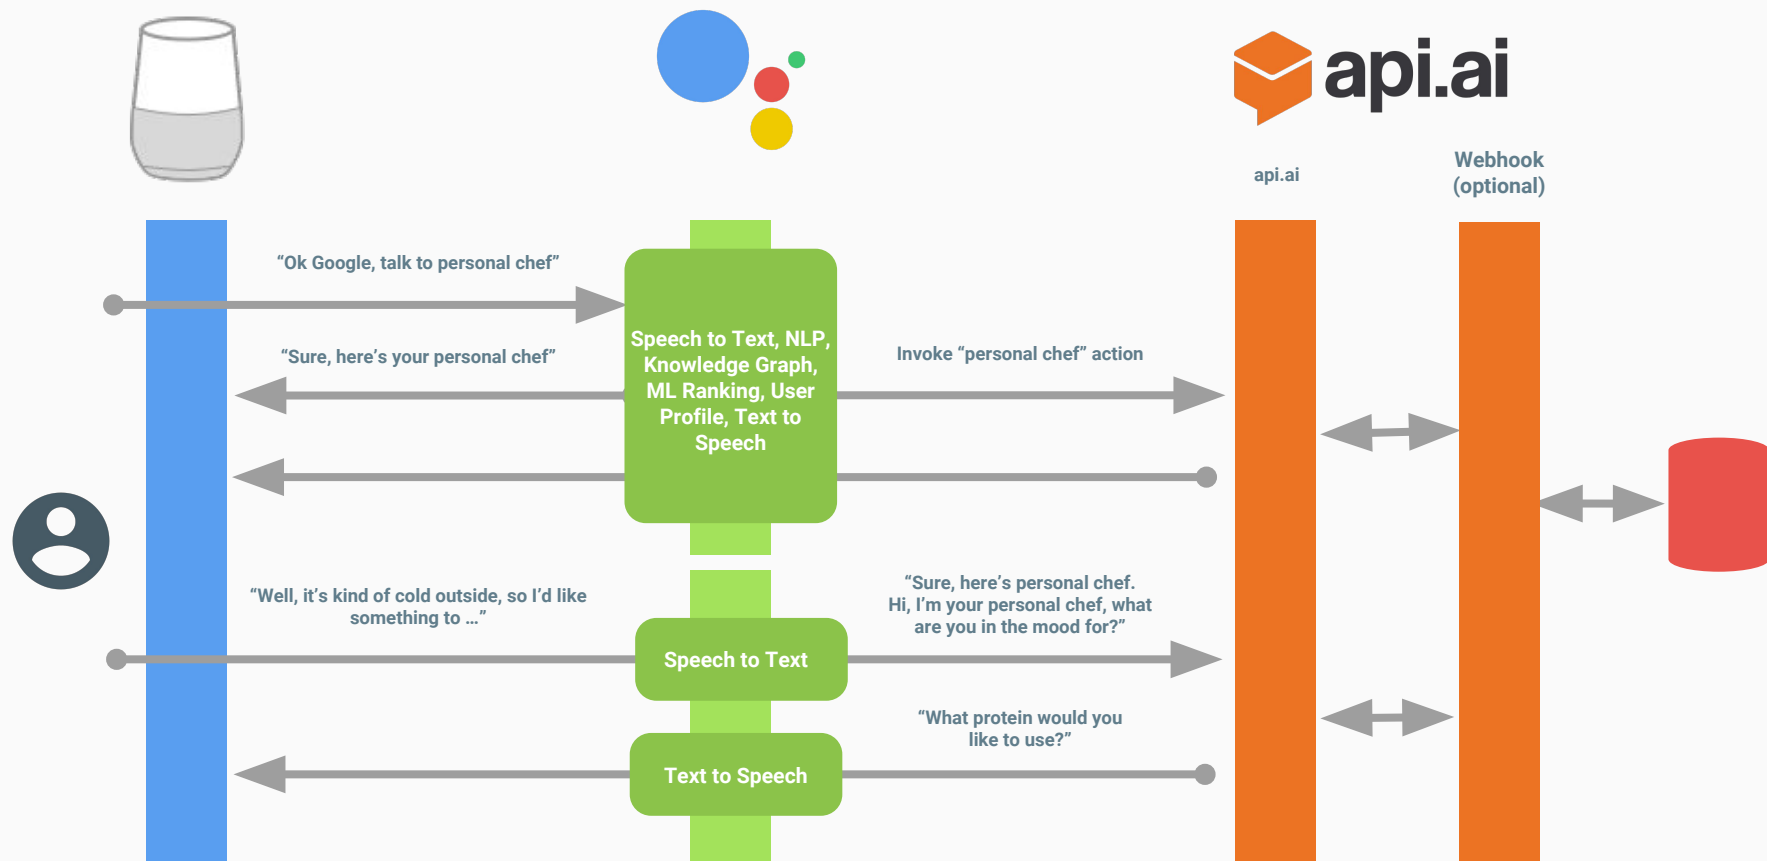 api.ai
api.ai
Webhook
(optional)
“Ok Google, talk to personal chef”
“Sure, here’s your personal chef”
Speech to Text, NLP,
Knowledge Graph,
ML Ranking, User
Profile, Text to
Speech
Invoke “personal chef” action
“Well, it’s kind of cold outside, so I’d like
something to ...”
“Sure, here’s personal chef.
Hi, I’m your personal chef, what
are you in the mood for?”
Speech to Text
“What protein would you
like to use?”
Text to Speech